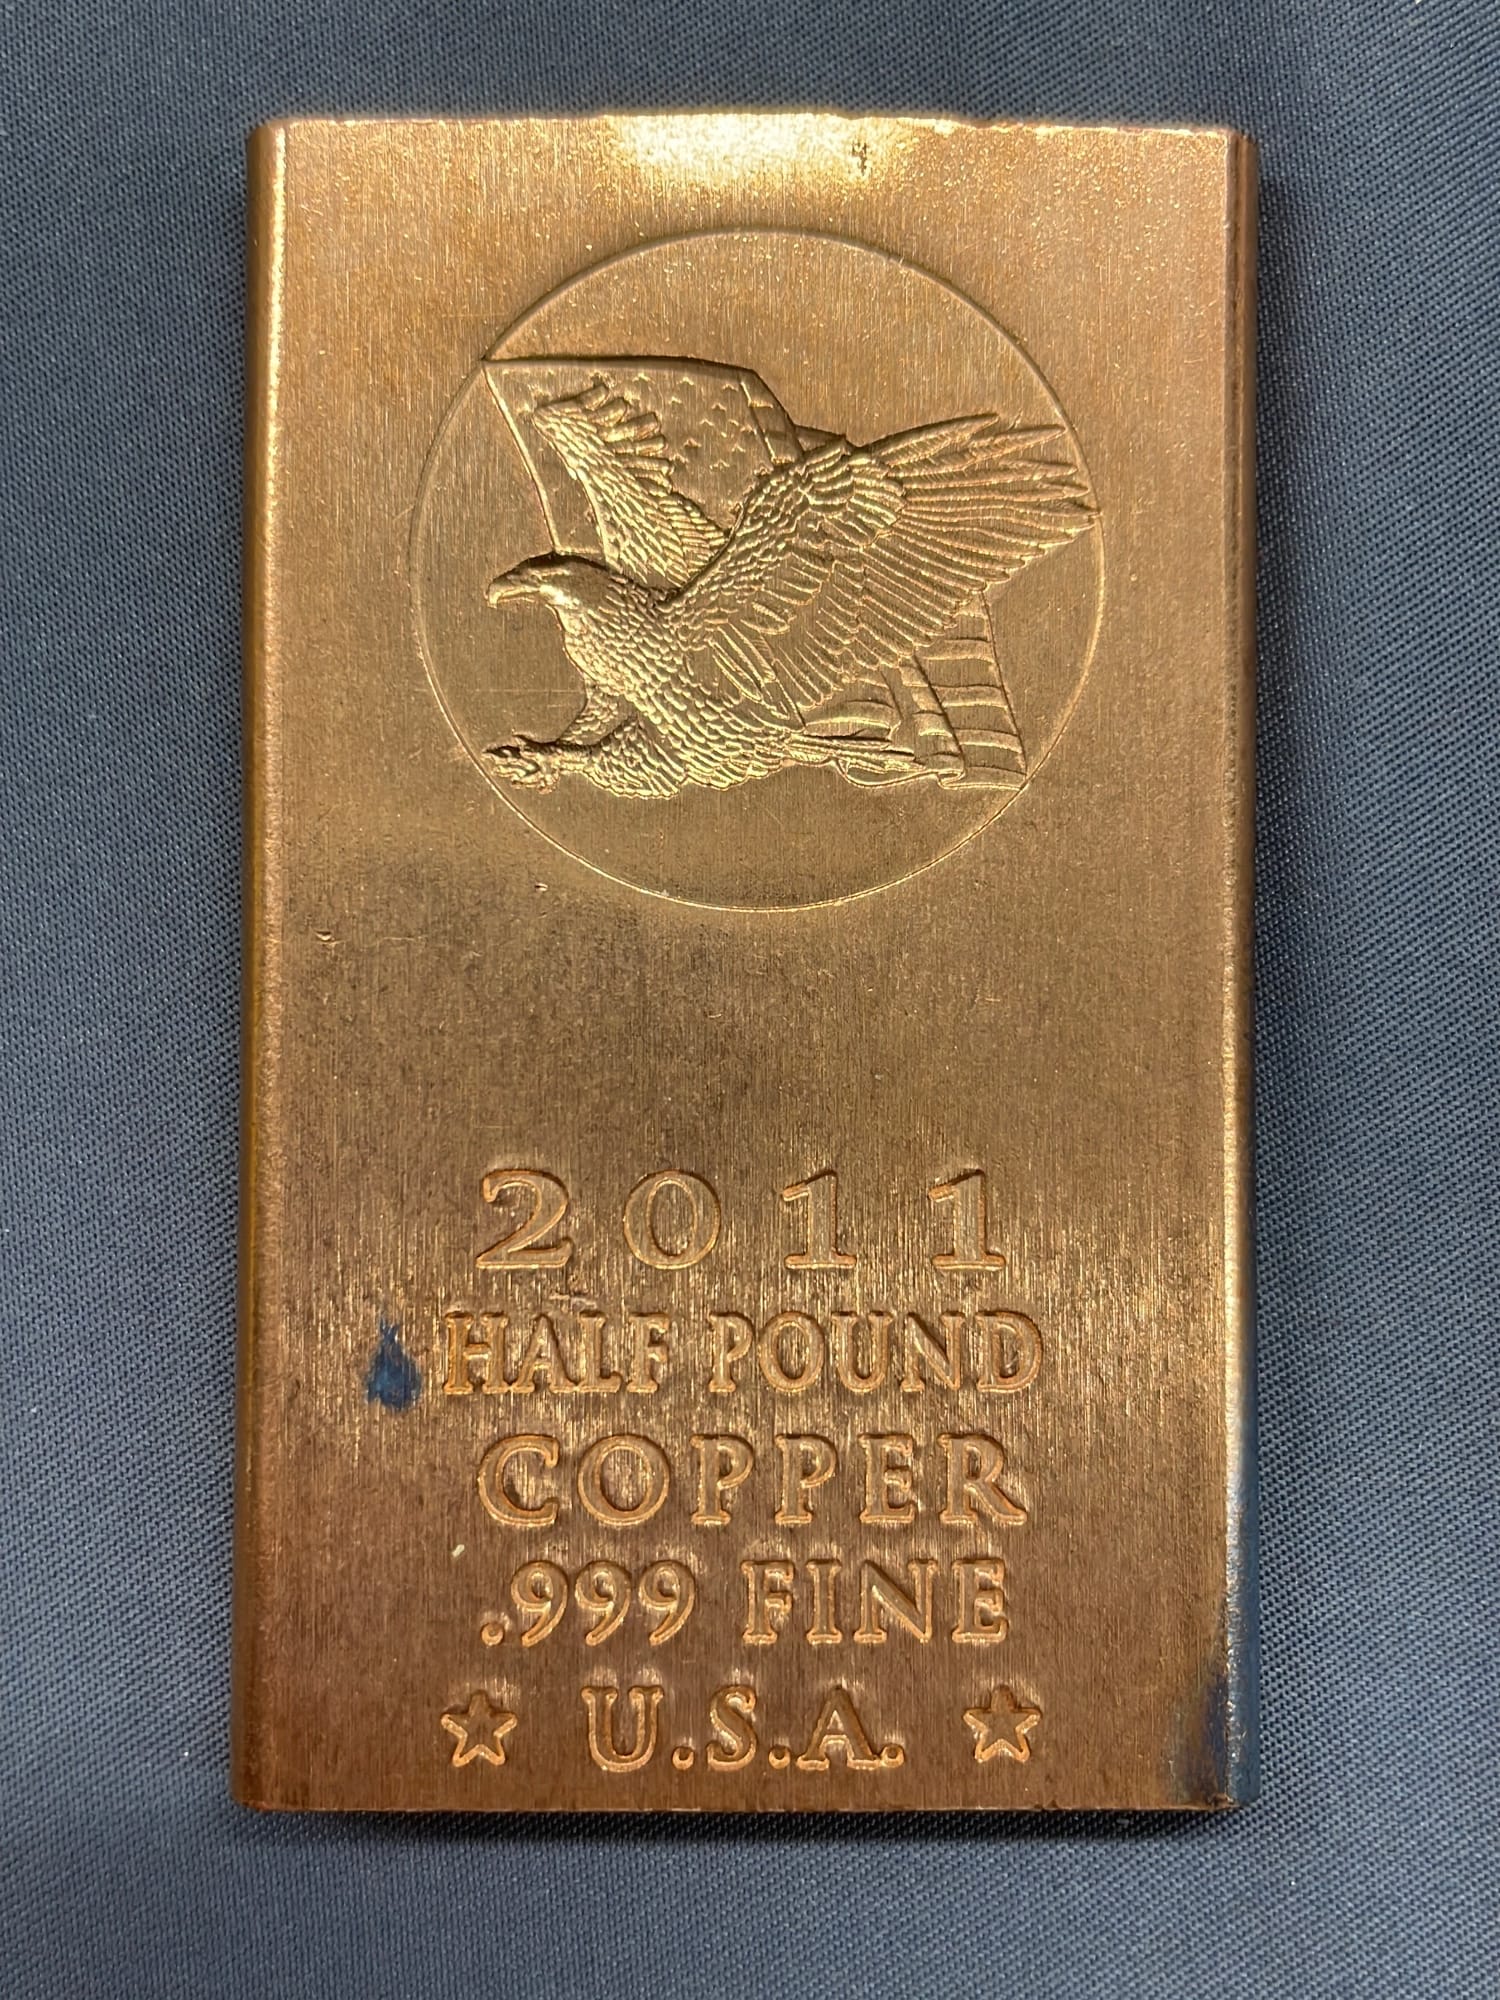 2011
HALF POUND
COPPER
.999 FINE
★ U.S.A. ★